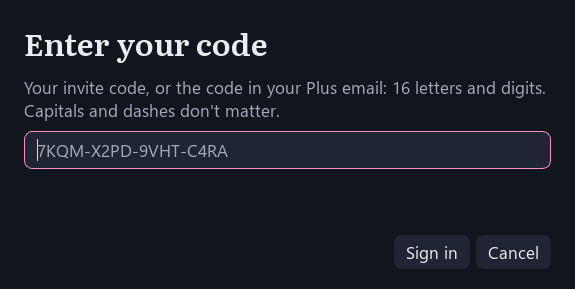 Enter your code
Your invite code, or the code in your Plus email: 16 letters and digits.
Capitals and dashes don't matter.
7KQM-X2PD-9VHT-C4RA
Sign in Cancel